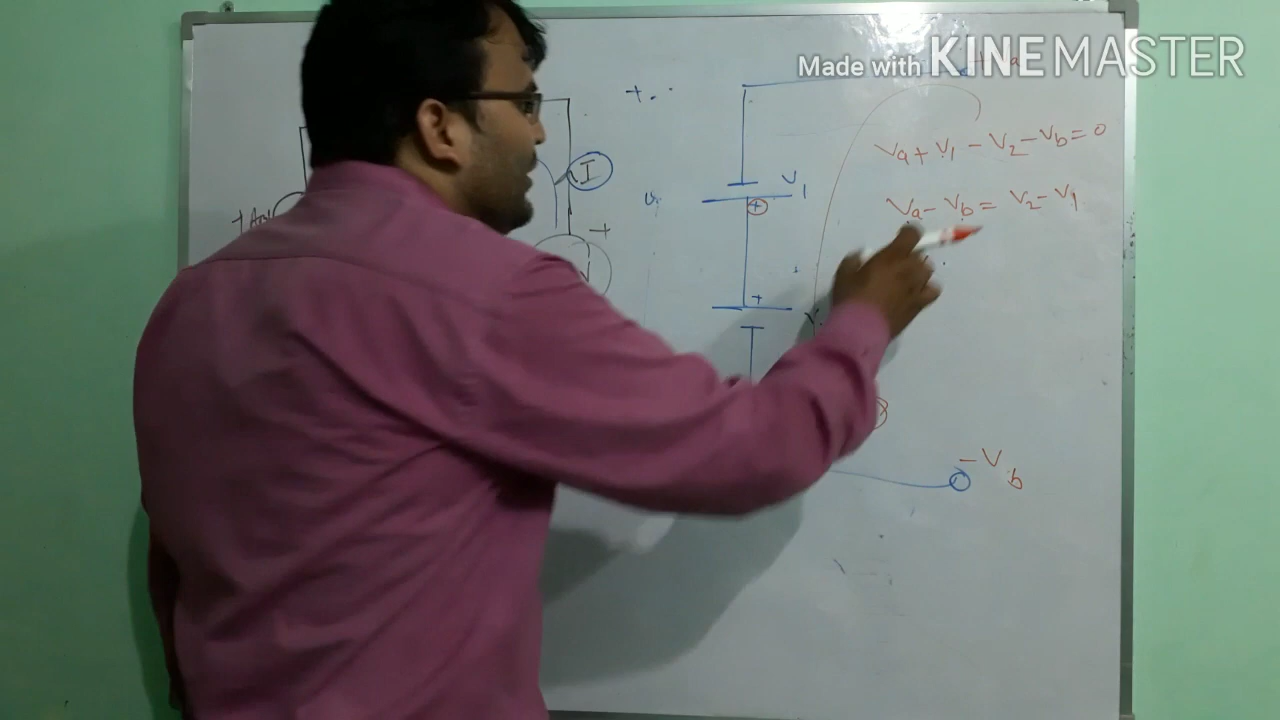 Made with KINEMASTER
a
+
Va + V1 - V2 - Vb = 0
I
V1
+
Va - Vb = V2 - V1
+
+
- Vb